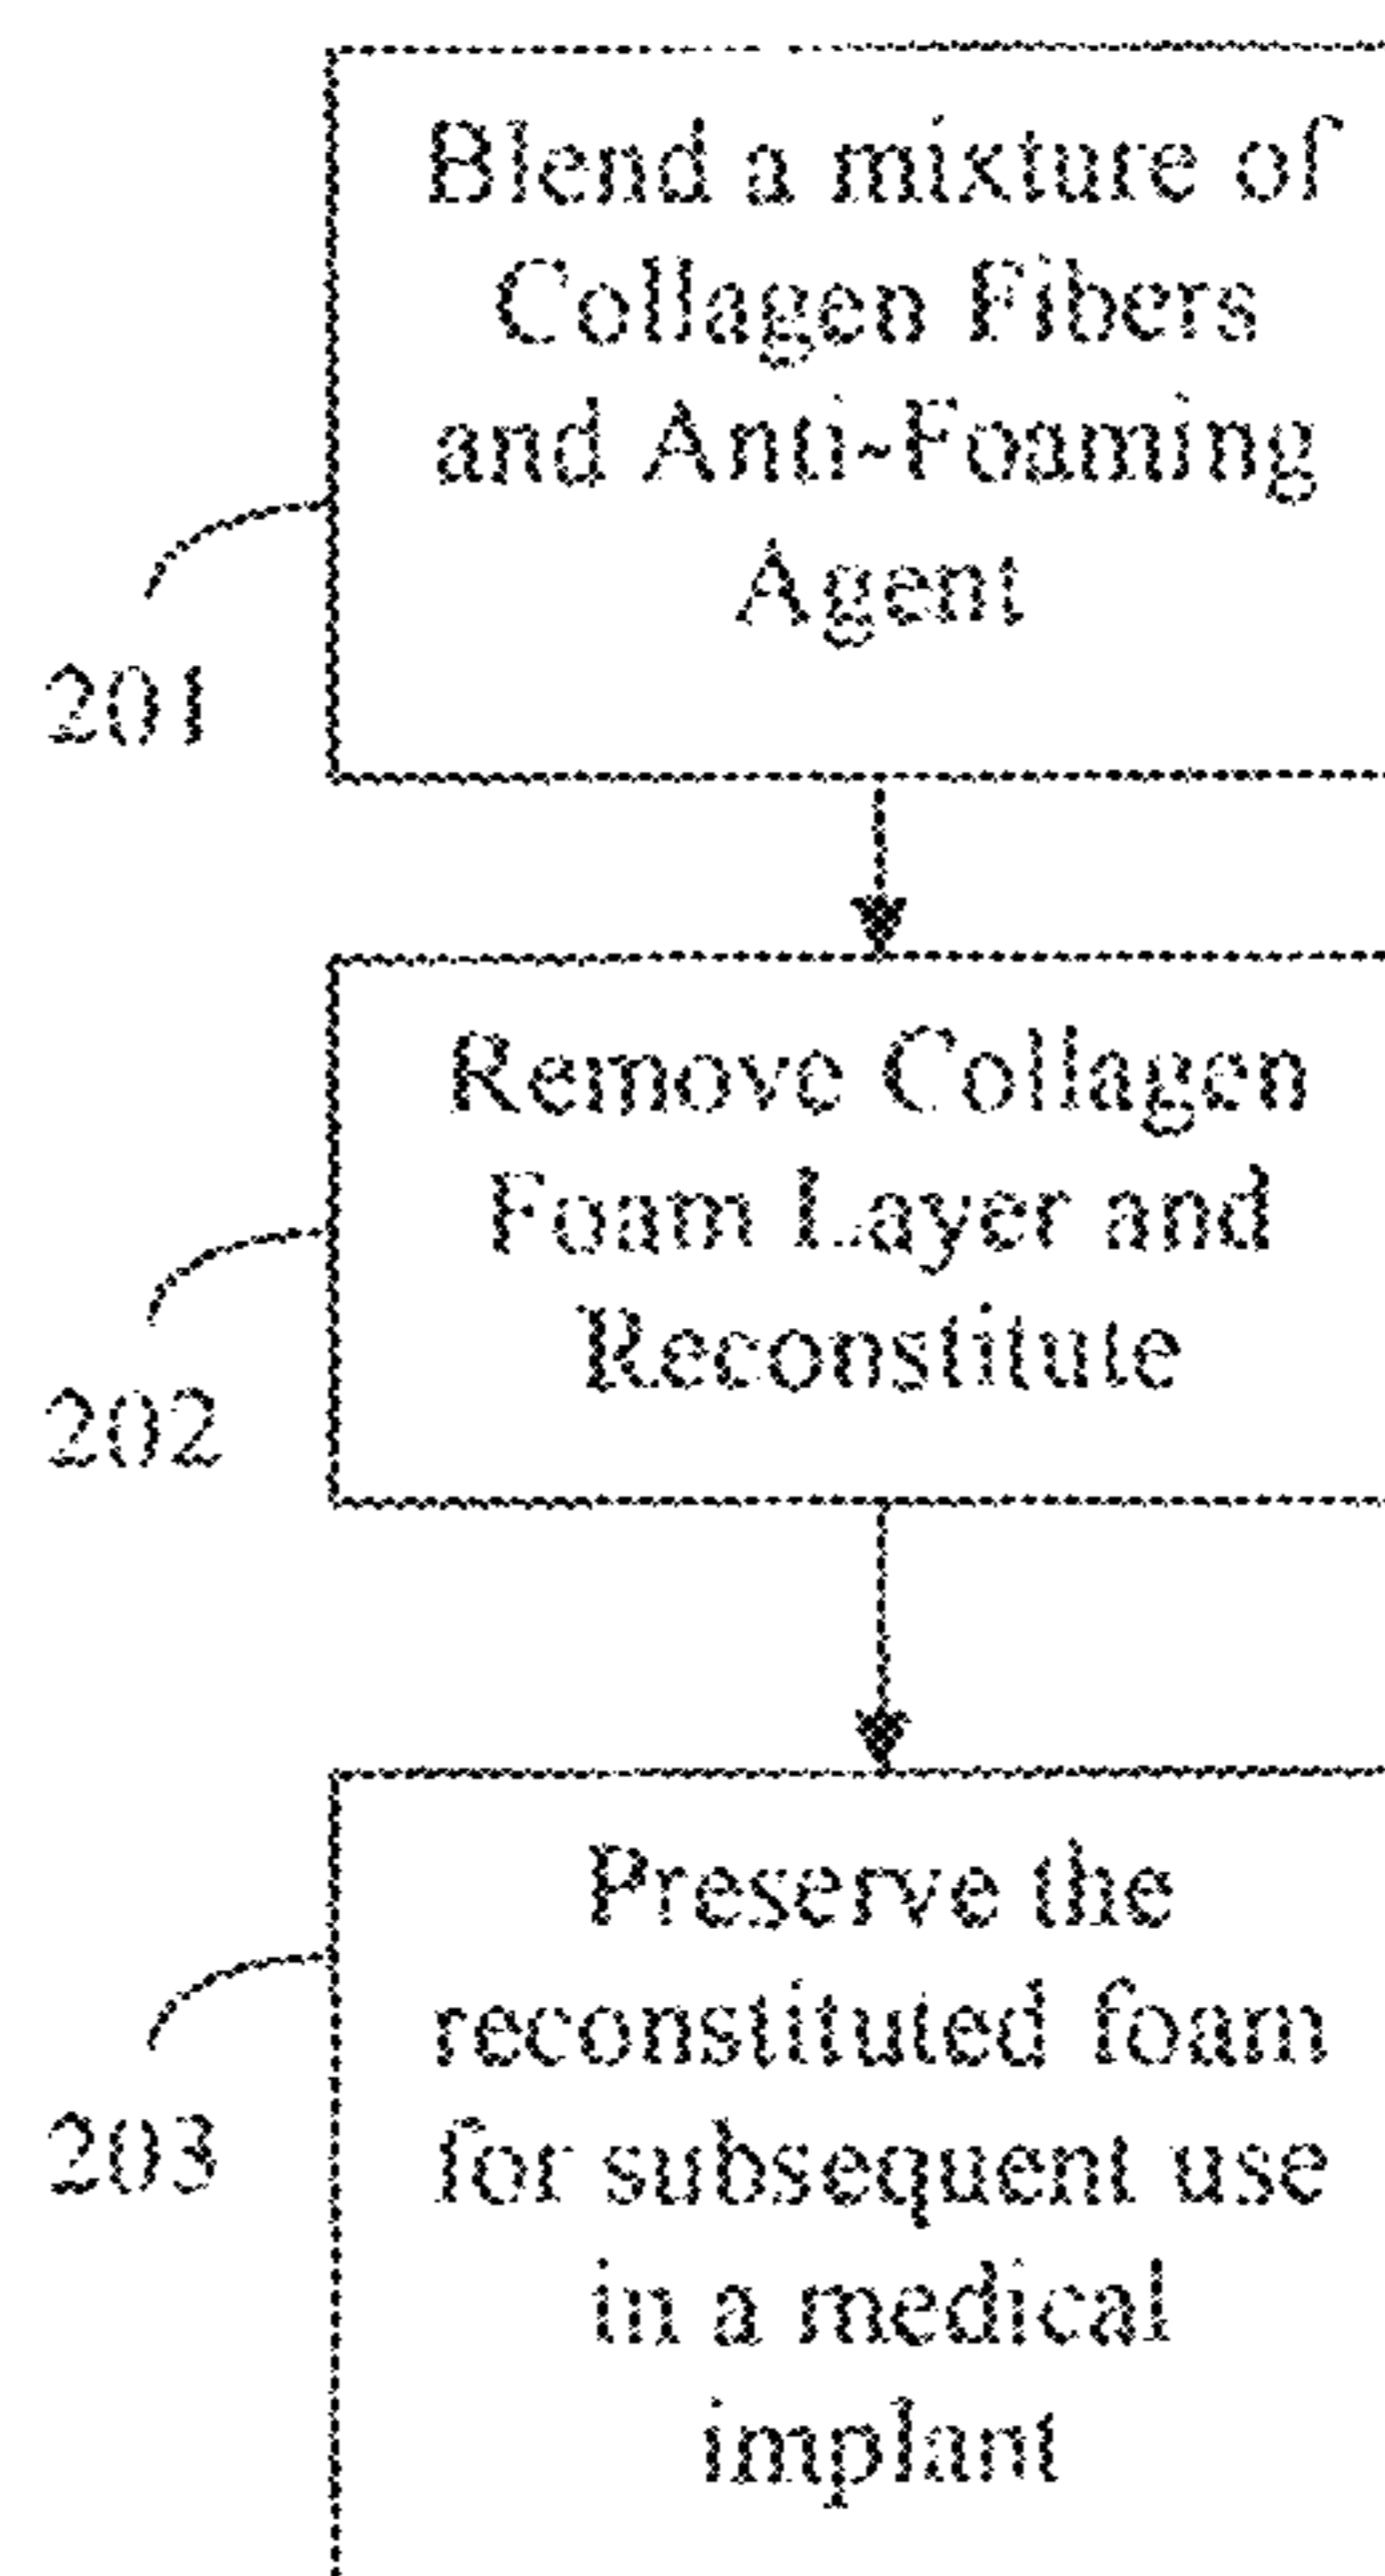 Blend a mixture of
Collagen Fibers
and Anti-Foaming
Agent
201
Remove Collagen
Foam Layer and
Reconstitute
202
Preserve the
reconstituted foam
for subsequent use
in a medical
implant
203